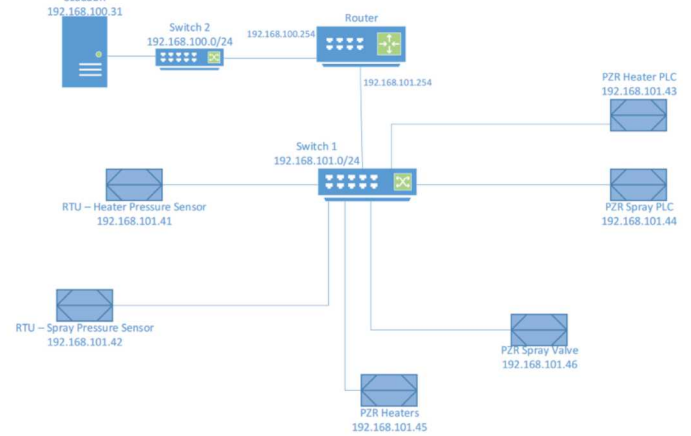 192.168.100.31
Switch 2
192.168.100.0/24
Router
192.168.100.254
192.168.101.254
PZR Heater PLC
192.168.101.43
Switch 1
192.168.101.0/24
RTU – Heater Pressure Sensor
192.168.101.41
PZR Spray PLC
192.168.101.44
RTU – Spray Pressure Sensor
192.168.101.42
PZR Spray Valve
192.168.101.46
PZR Heaters
192.168.101.45